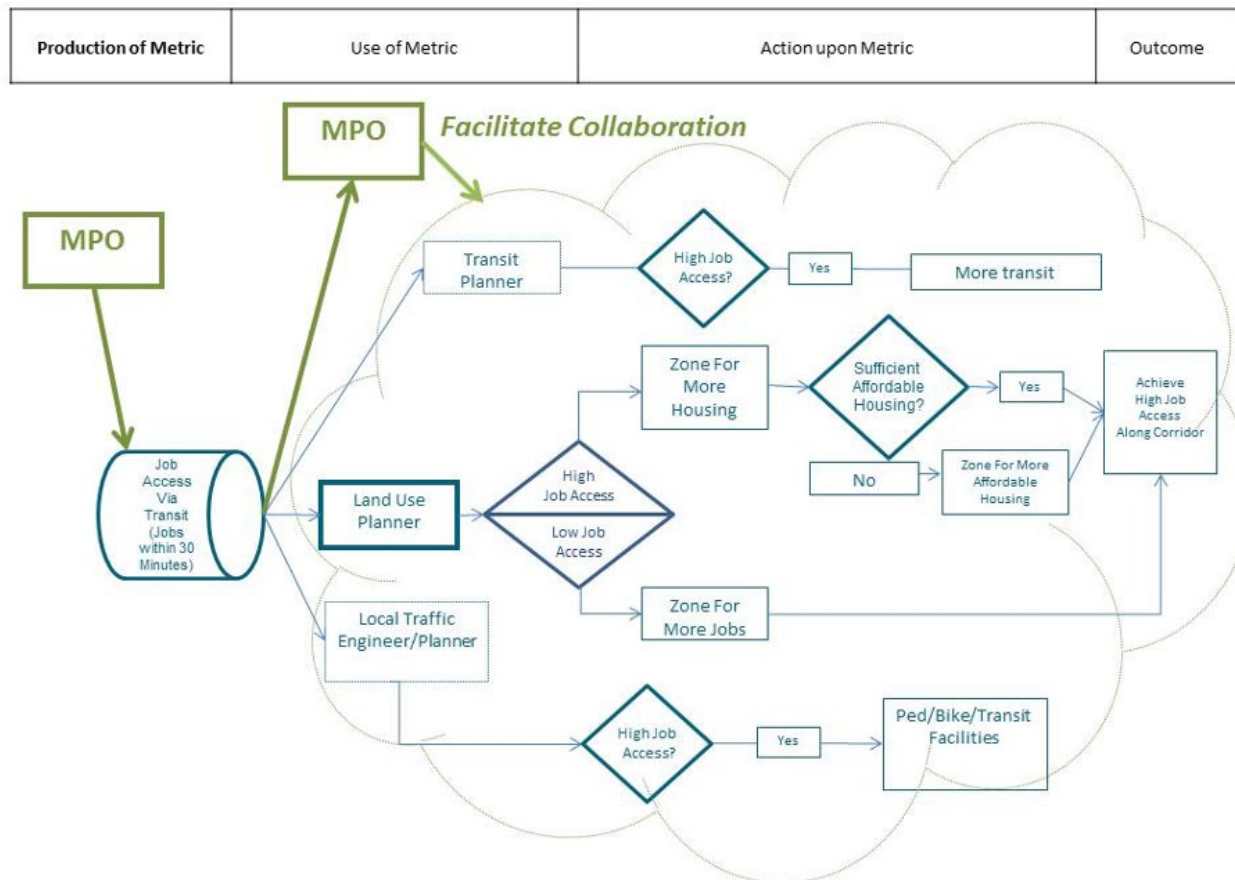 Production of Metric
Use of Metric
Action upon Metric
Outcome
MPO
Facilitate Collaboration
MPO
Transit
Planner
High Job
Access?
Yes
More transit
Zone For
More
Housing
Sufficient
Affordable
Housing?
Yes
Achieve
High Job
Access
Along Corridor
No
Zone For More
Affordable
Housing
Job
Access
Via
Transit
(Jobs
within 30
Minutes)
Land Use
Planner
High
Job Access
Low Job
Access
Zone For
More Jobs
Local Traffic
Engineer/Planner
High Job
Access?
Yes
Ped/Bike/Transit
Facilities